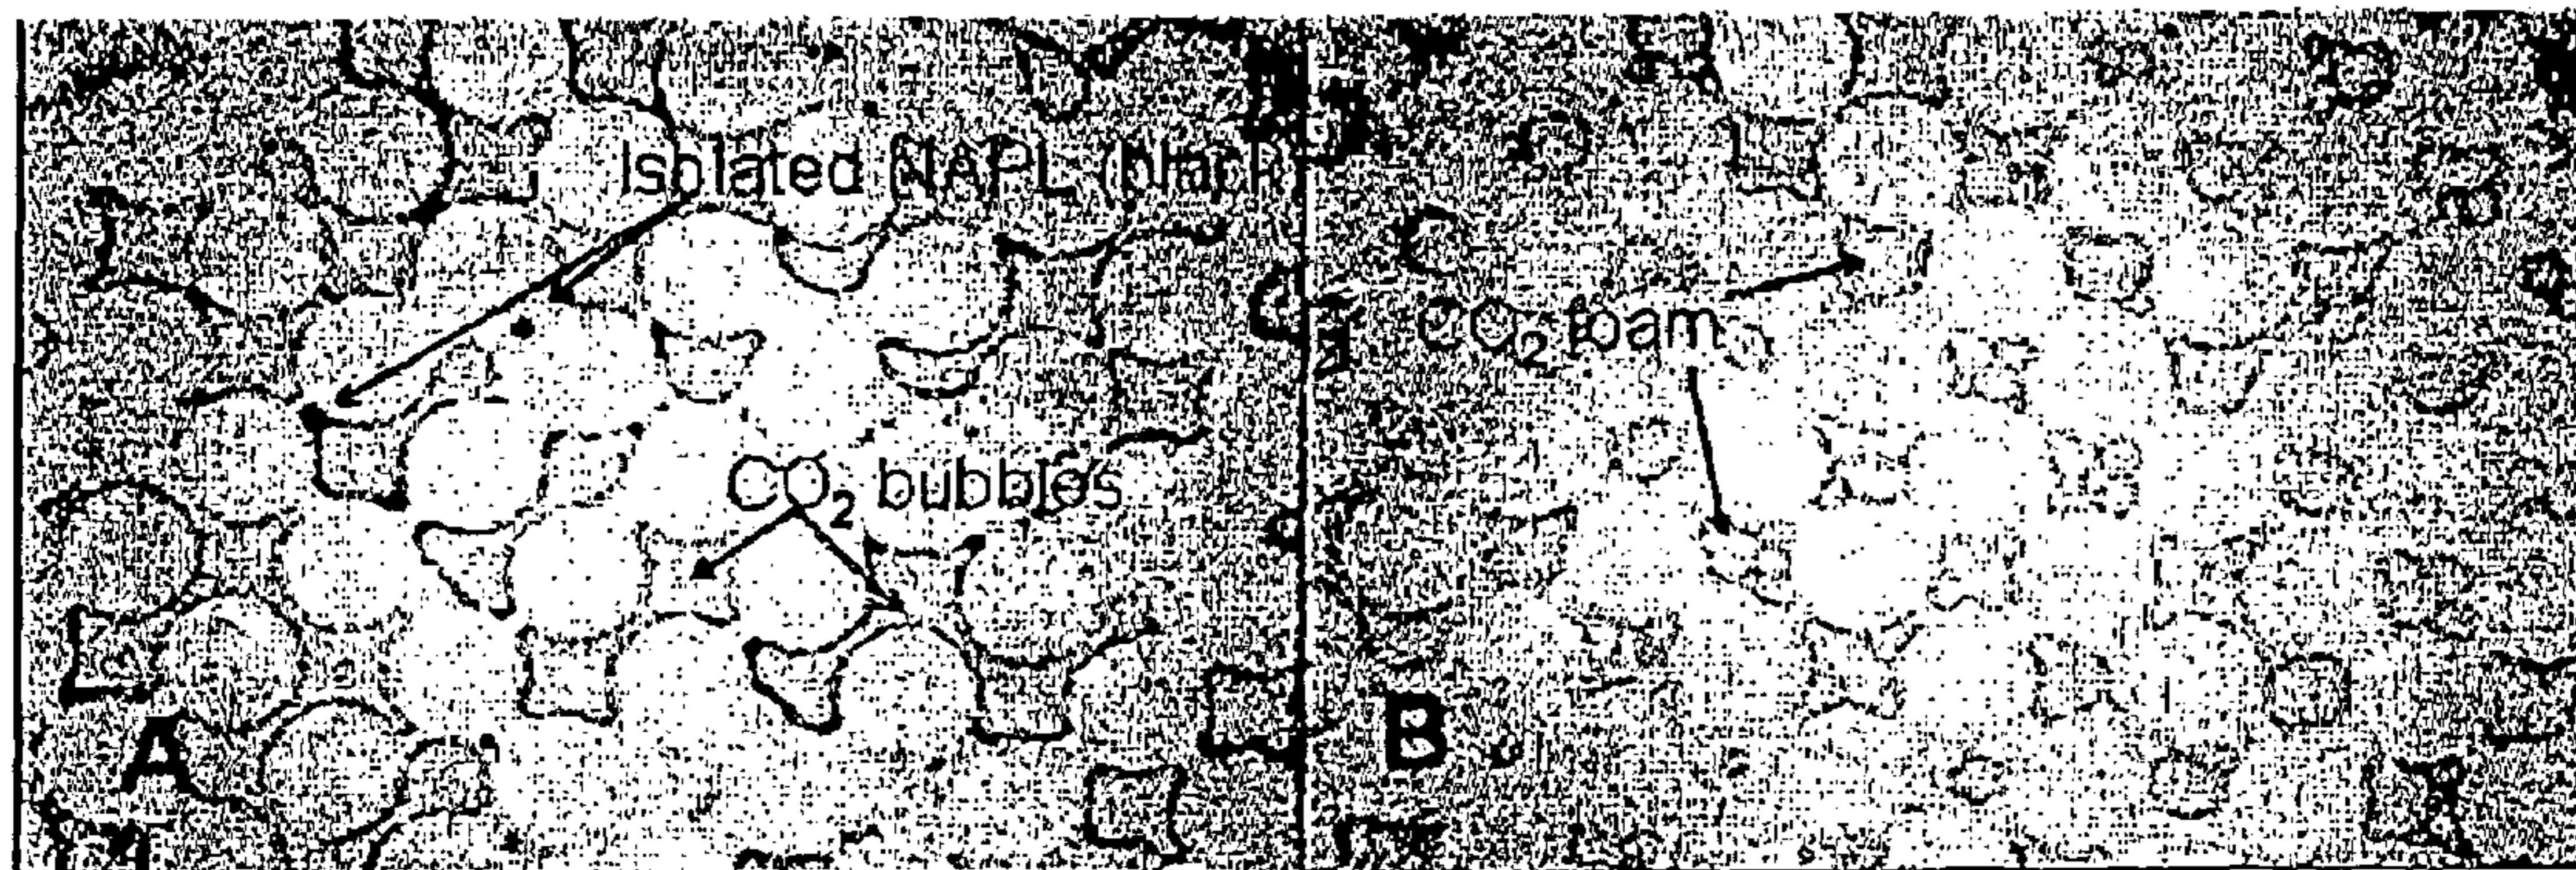 Isolated NAPL (black)
CO₂ bubbles
A
CO₂ foam
B